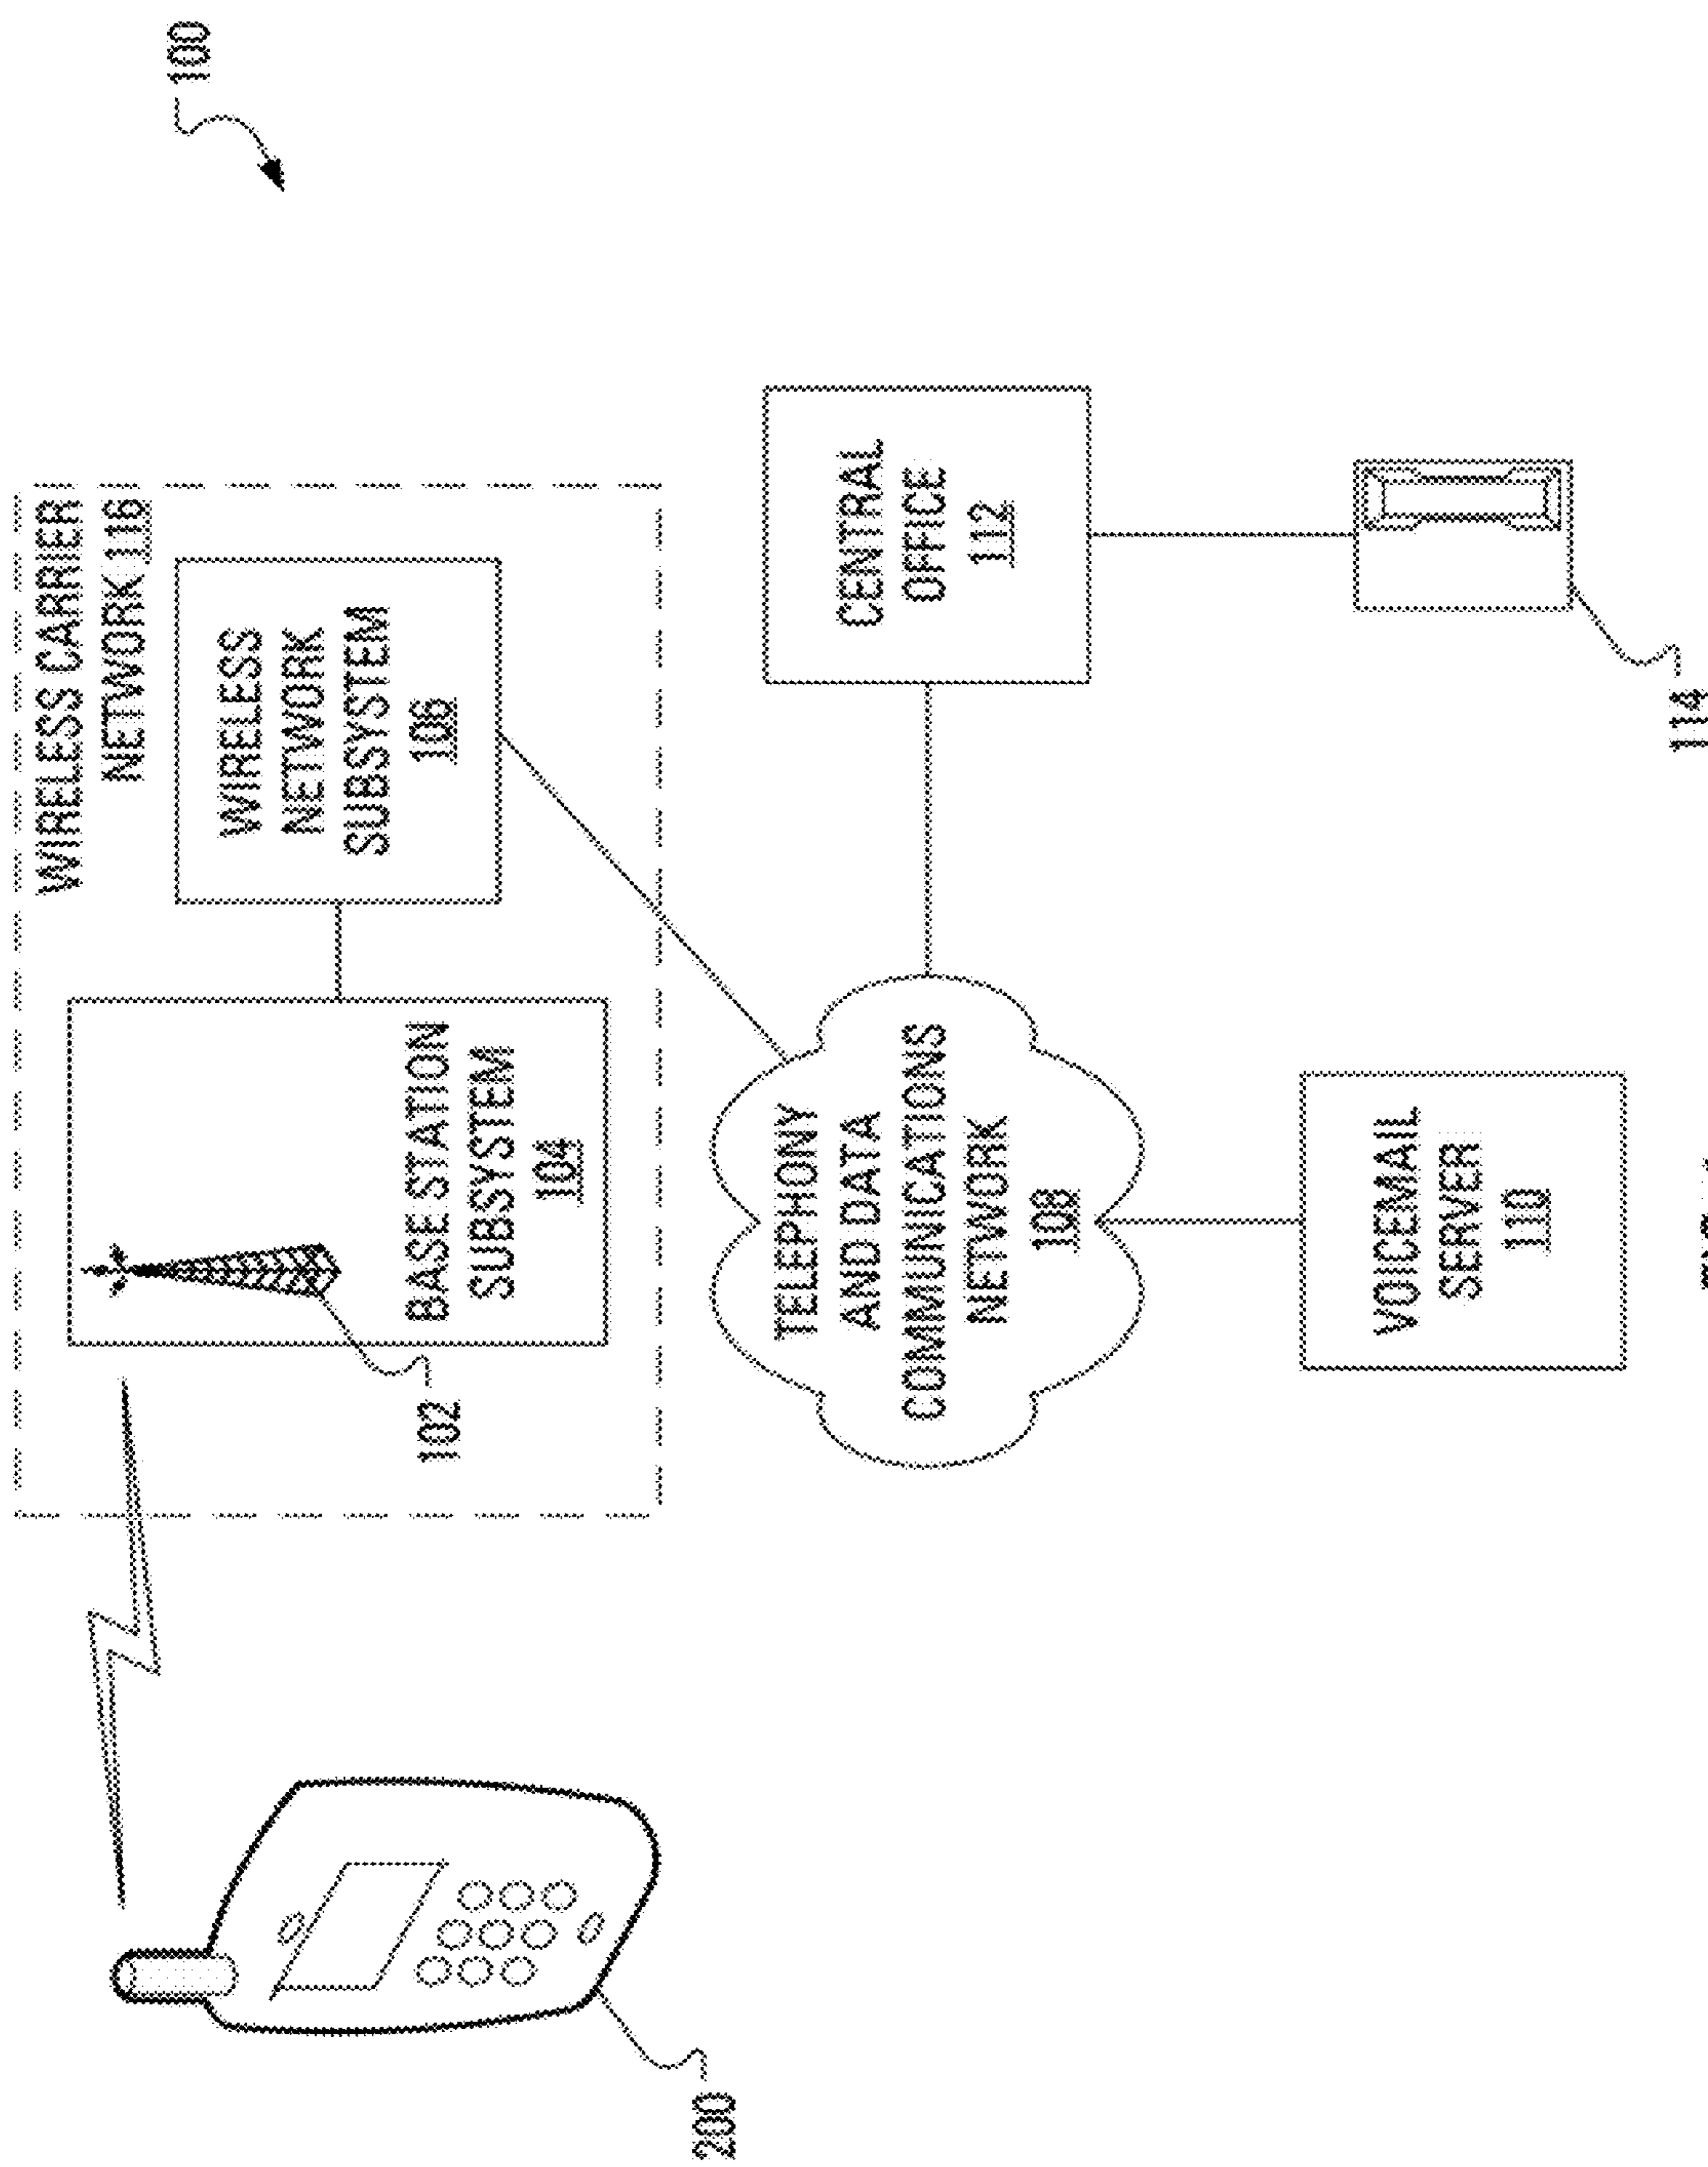 100
WIRELESS CARRIER
NETWORK 116
WIRELESS
NETWORK
SUBSYSTEM
106
BASE STATION
SUBSYSTEM
104
102
200
TELEPHONY
AND DATA
COMMUNICATIONS
NETWORK
108
CENTRAL
OFFICE
112
VOICEMAIL
SERVER
110
114